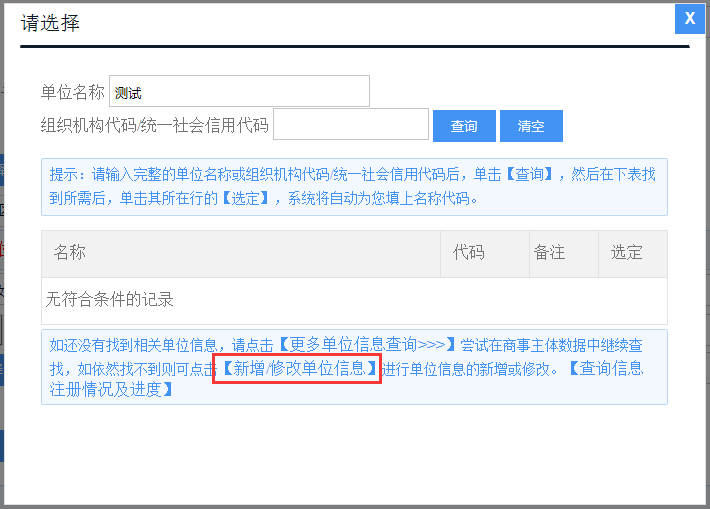 请选择
X
单位名称 测试
组织机构代码/统一社会信用代码 查询 清空
提示：请输入完整的单位名称或组织机构代码/统一社会信用代码后，单击【查询】，然后在下表找
到所需后，单击其所在行的【选定】，系统将自动为您填上名称代码。
名称 代码 备注 选定
无符合条件的记录
如还没有找到相关单位信息，请点击【更多单位信息查询>>>】尝试在商事主体数据中继续查
找，如依然找不到则可点击【新增/修改单位信息】进行单位信息的新增或修改。【查询信息
注册情况及进度】